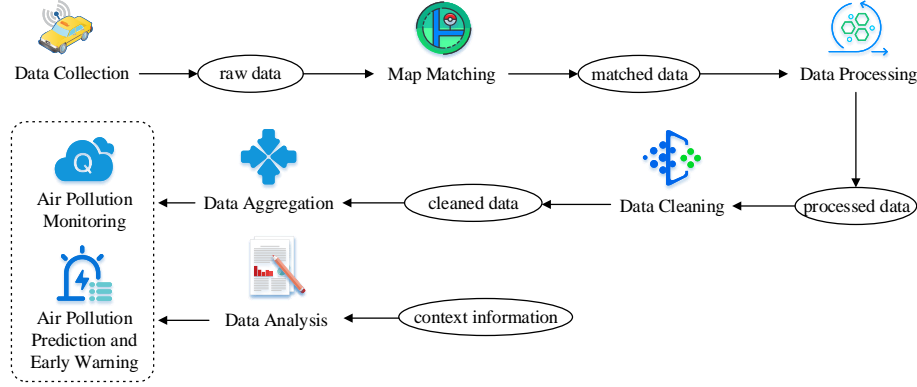 Data Collection
raw data
Map Matching
matched data
Data Processing
processed data
Data Cleaning
cleaned data
Data Aggregation
Q
Air Pollution
Monitoring
context information
Data Analysis
Air Pollution
Prediction and
Early Warning